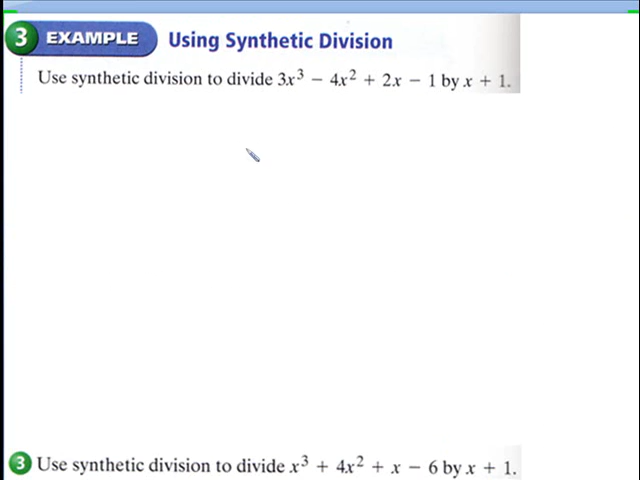 3 EXAMPLE Using Synthetic Division
Use synthetic division to divide 3x³ − 4x² + 2x − 1 by x + 1.
3 Use synthetic division to divide x³ + 4x² + x − 6 by x + 1.